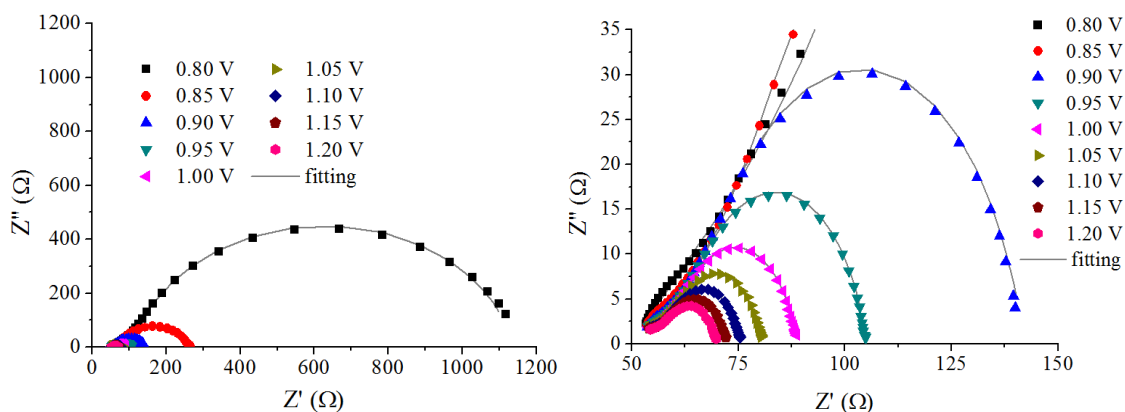 1200
1000
800
600
400
200
0
Z'' (Ω)
0 200 400 600 800 1000 1200
Z' (Ω)
0.80 V 1.05 V
0.85 V 1.10 V
0.90 V 1.15 V
0.95 V 1.20 V
1.00 V fitting
35
30
25
20
15
10
5
0
Z'' (Ω)
50 75 100 125 150
Z' (Ω)
0.80 V
0.85 V
0.90 V
0.95 V
1.00 V
1.05 V
1.10 V
1.15 V
1.20 V
fitting